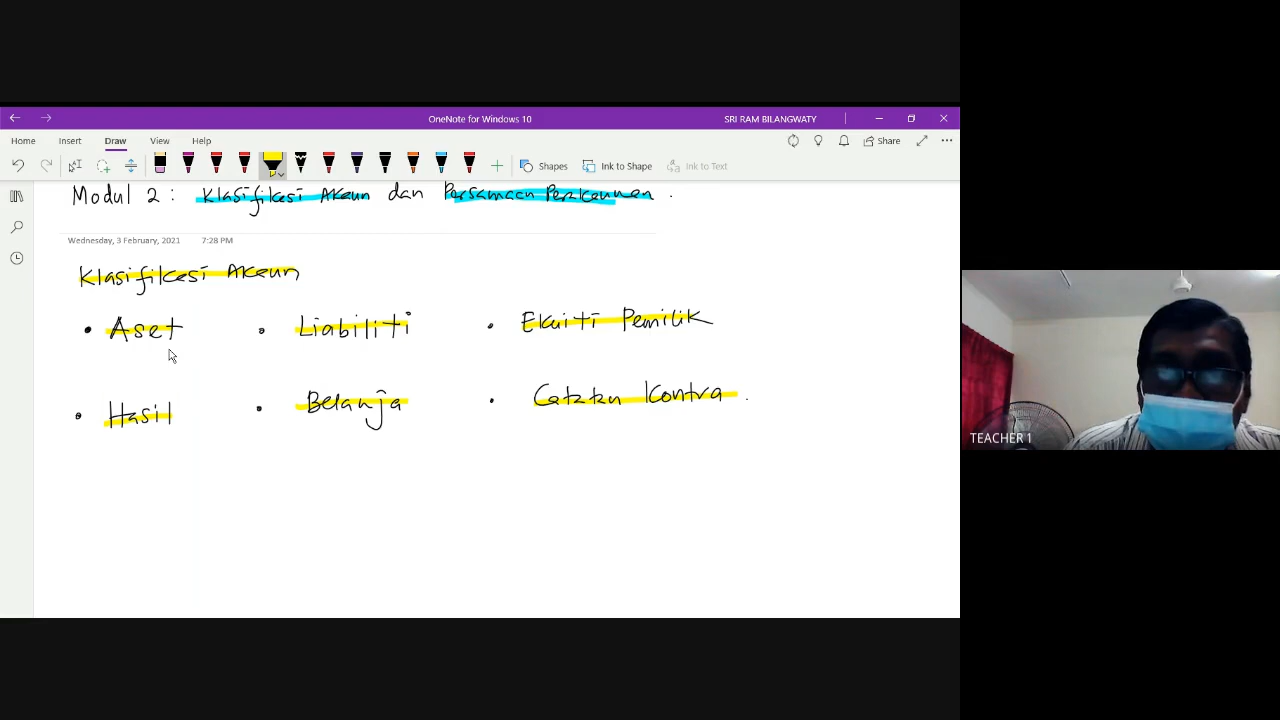 OneNote for Windows 10
SRI RAM BILANGWATY
Home Insert Draw View Help
Share
Shapes Ink to Shape Ink to Text
Modul 2 : Klasifikasi Akaun dan Persamaan Perakaunan .
Wednesday, 3 February, 2021 7:28 PM
Klasifikasi Akaun
• Aset • Liabiliti • Ekuiti Pemilik
• Hasil • Belanja • Catatan Kontra .
TEACHER 1